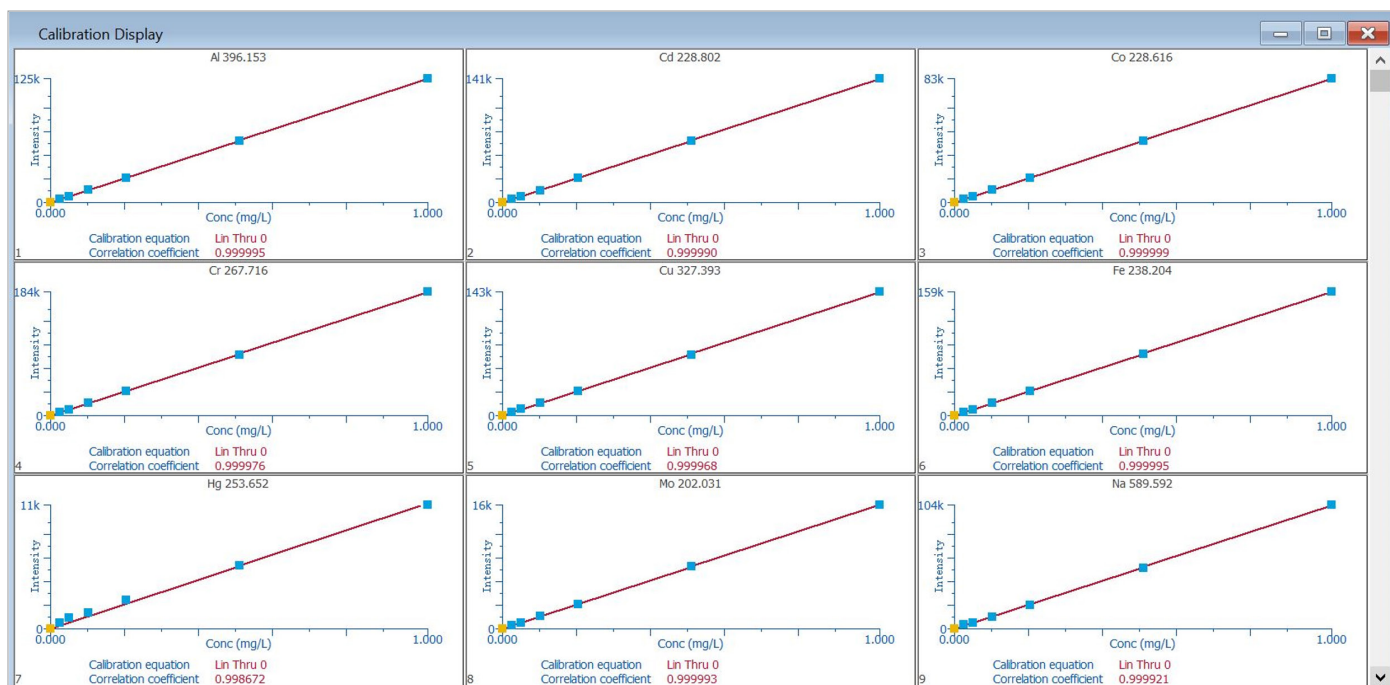 Calibration Display
Al 396.153
125k
Intensity
0
0.000
Conc (mg/L)
1.000
Calibration equation Lin Thru 0
Correlation coefficient 0.999995
1
Cd 228.802
141k
Intensity
0
0.000
Conc (mg/L)
1.000
Calibration equation Lin Thru 0
Correlation coefficient 0.999990
2
Co 228.616
83k
Intensity
0
0.000
Conc (mg/L)
1.000
Calibration equation Lin Thru 0
Correlation coefficient 0.999999
3
Cr 267.716
184k
Intensity
0
0.000
Conc (mg/L)
1.000
Calibration equation Lin Thru 0
Correlation coefficient 0.999976
4
Cu 327.393
143k
Intensity
0
0.000
Conc (mg/L)
1.000
Calibration equation Lin Thru 0
Correlation coefficient 0.999968
5
Fe 238.204
159k
Intensity
0
0.000
Conc (mg/L)
1.000
Calibration equation Lin Thru 0
Correlation coefficient 0.999995
6
Hg 253.652
11k
Intensity
0
0.000
Conc (mg/L)
1.000
Calibration equation Lin Thru 0
Correlation coefficient 0.998672
7
Mo 202.031
16k
Intensity
0
0.000
Conc (mg/L)
1.000
Calibration equation Lin Thru 0
Correlation coefficient 0.999993
8
Na 589.592
104k
Intensity
0
0.000
Conc (mg/L)
1.000
Calibration equation Lin Thru 0
Correlation coefficient 0.999921
9